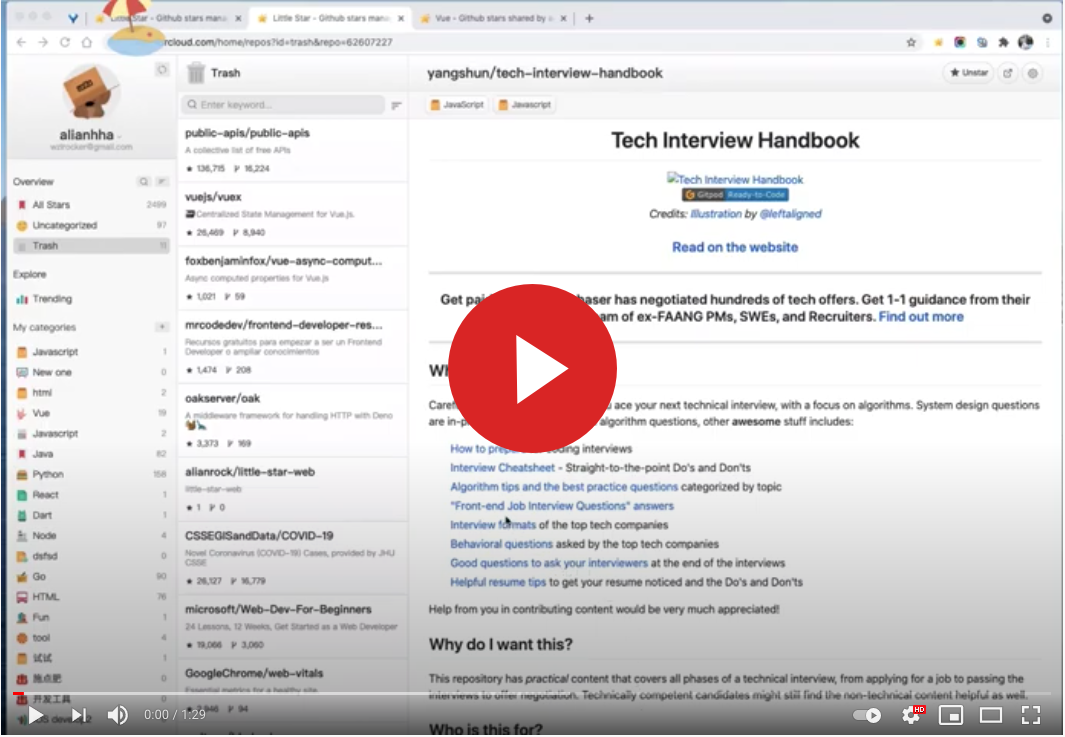 Little Star - Github stars mana
Little Star - Github stars mana
Vue - Github stars shared by
rcloud.com/home/repos?id=trash&repo=62607227
alianhha
wztrocker@gmail.com
Overview
All Stars 2499
Uncategorized 97
Trash 11
Explore
Trending
My categories +
Javascript 1
New one 0
html 2
Vue 19
Javascript 2
Java 82
Python 158
React 1
Dart 1
Node 4
dsfsd 0
Go 90
HTML 76
Fun 1
tool 4
试试 1
0
开发工具 0
Trash
Enter keyword...
public-apis/public-apis
A collective list of free APIs
136,715 16,224
vuejs/vuex
Centralized State Management for Vue.js.
26,469 8,940
foxbenjaminfox/vue-async-comput...
Async computed properties for Vue.js
1,021 59
mrcodedev/frontend-developer-res...
Recursos gratuitos para empezar a ser un Frontend
Developer o ampliar conocimientos
1,474 208
oakserver/oak
A middleware framework for handling HTTP with Deno
3,373 169
alianrock/little-star-web
little-star-web
1 0
CSSEGISandData/COVID-19
Novel Coronavirus (COVID-19) Cases, provided by JHU
CSSE
26,127 16,779
microsoft/Web-Dev-For-Beginners
24 Lessons, 12 Weeks, Get Started as a Web Developer
19,066 3,060
GoogleChrome/web-vitals
Essential metrics for a healthy site.
94
yangshun/tech-interview-handbook
Unstar
JavaScript Javascript
Tech Interview Handbook
Tech Interview Handbook
Gitpod Ready-to-Code
Credits: Illustration by @leftaligned
Read on the website
Get pai haser has negotiated hundreds of tech offers. Get 1-1 guidance from their
am of ex-FAANG PMs, SWEs, and Recruiters. Find out more
Wh
Caref u ace your next technical interview, with a focus on algorithms. System design questions
are in-p algorithm questions, other awesome stuff includes:
How to prep ding interviews
Interview Cheatsheet - Straight-to-the-point Do's and Don'ts
Algorithm tips and the best practice questions categorized by topic
"Front-end Job Interview Questions" answers
Interview formats of the top tech companies
Behavioral questions asked by the top tech companies
Good questions to ask your interviewers at the end of the interviews
Helpful resume tips to get your resume noticed and the Do's and Don'ts
Help from you in contributing content would be very much appreciated!
Why do I want this?
This repository has practical content that covers all phases of a technical interview, from applying for a job to passing the
interviews to offer negotiation. Technically competent candidates might still find the non-technical content helpful as well.
Who is this for?
0:00 / 1:29
HD